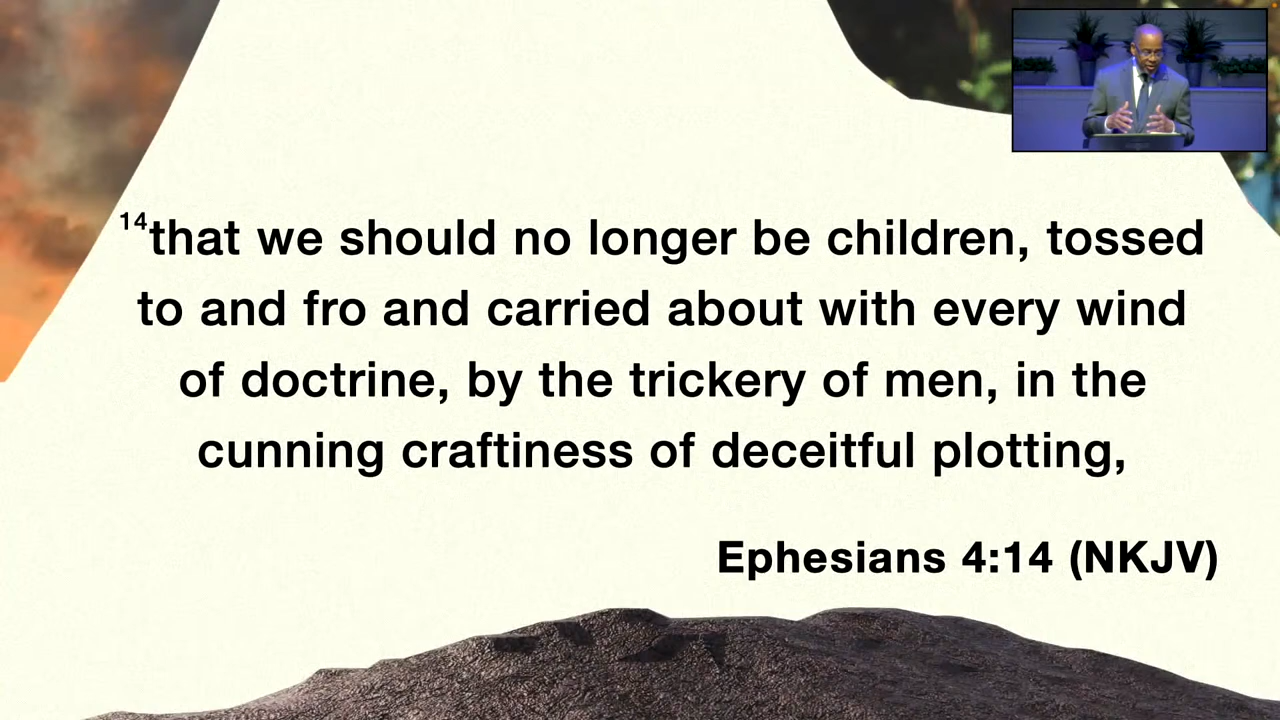 14that we should no longer be children, tossed
to and fro and carried about with every wind
of doctrine, by the trickery of men, in the
cunning craftiness of deceitful plotting,
Ephesians 4:14 (NKJV)